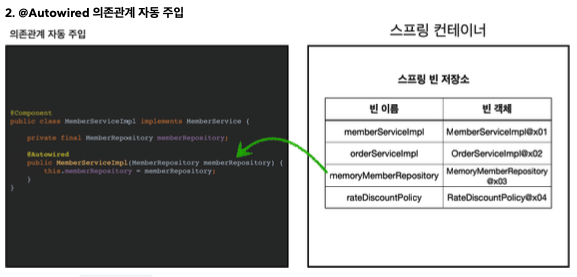 2. @Autowired 의존관계 자동 주입
의존관계 자동 주입
@Component
public class MemberServiceImpl implements MemberService {
private final MemberRepository memberRepository;
@Autowired
public MemberServiceImpl(MemberRepository memberRepository) {
this.memberRepository = memberRepository;
}
}
스프링 컨테이너
스프링 빈 저장소
빈 이름 빈 객체
memberServiceImpl MemberServiceImpl@x01
orderServiceImpl OrderServiceImpl@x02
memoryMemberRepository MemoryMemberRepository
@x03
rateDiscountPolicy RateDiscountPolicy@x04